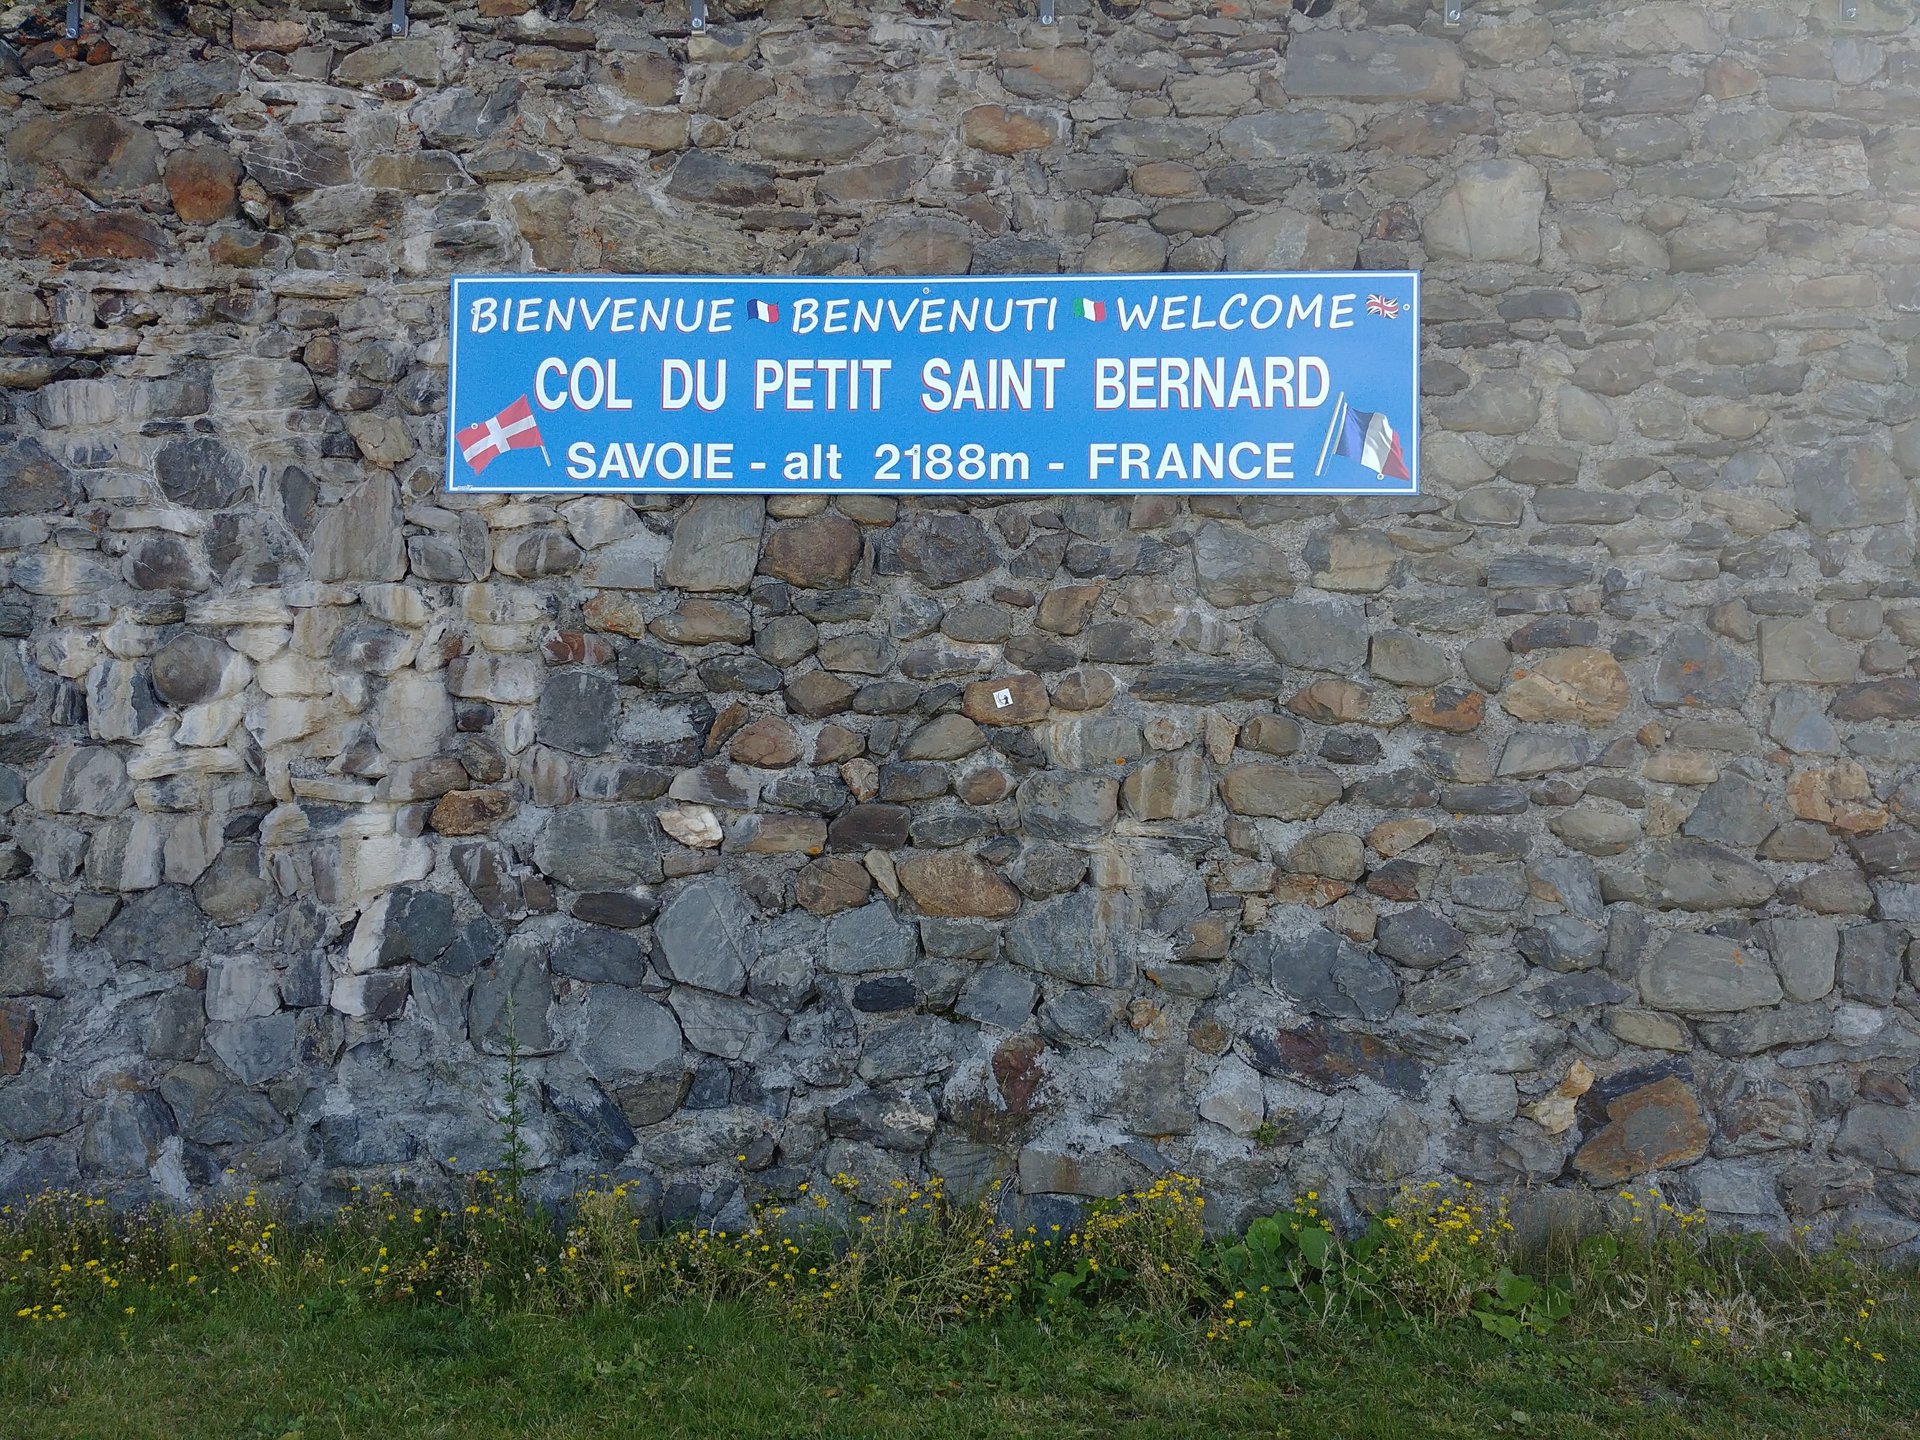 BIENVENUE BENVENUTI WELCOME
COL DU PETIT SAINT BERNARD
SAVOIE - alt 2188m - FRANCE